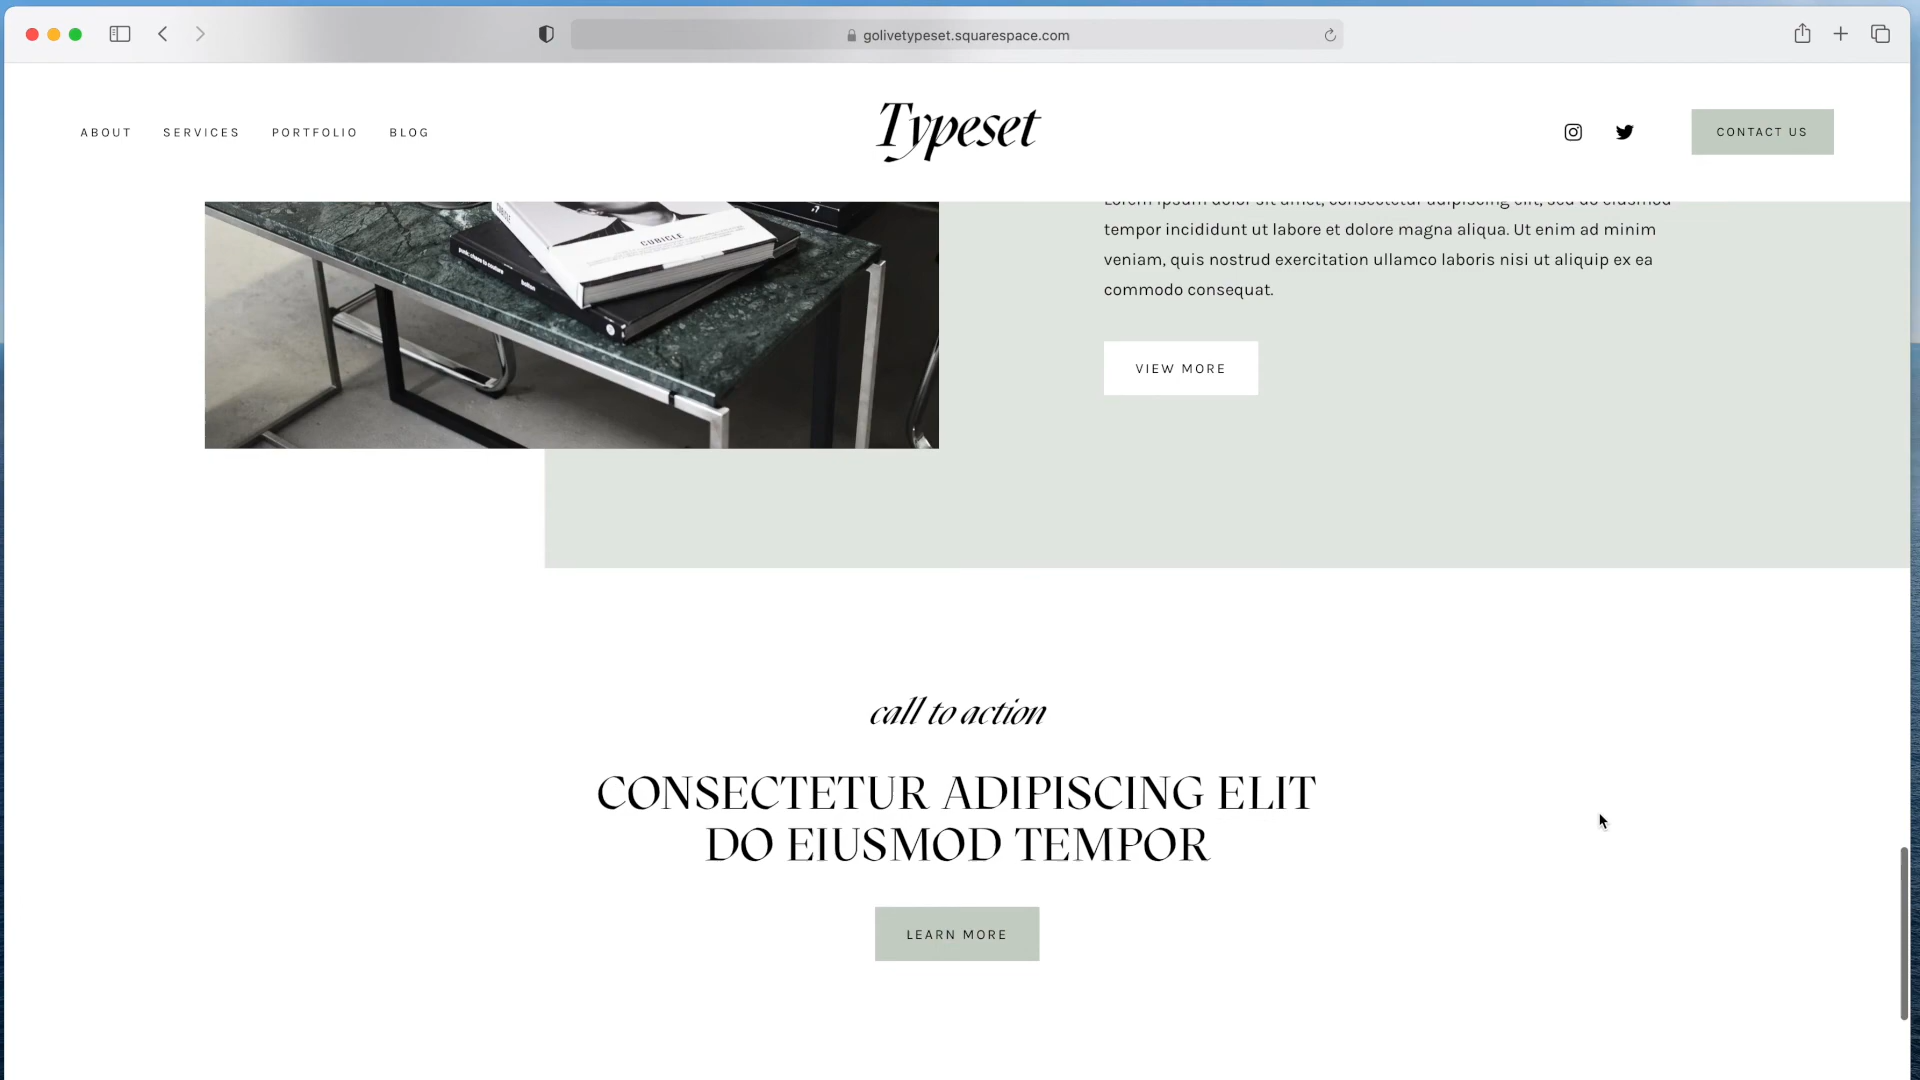 golivetypeset.squarespace.com
ABOUT SERVICES PORTFOLIO BLOG
Typeset
CONTACT US
CUBICLE
Lorem ipsum dolor sit amet, consectetur adipiscing elit, sed do eiusmod
tempor incididunt ut labore et dolore magna aliqua. Ut enim ad minim
veniam, quis nostrud exercitation ullamco laboris nisi ut aliquip ex ea
commodo consequat.
VIEW MORE
call to action
CONSECTETUR ADIPISCING ELIT
DO EIUSMOD TEMPOR
LEARN MORE